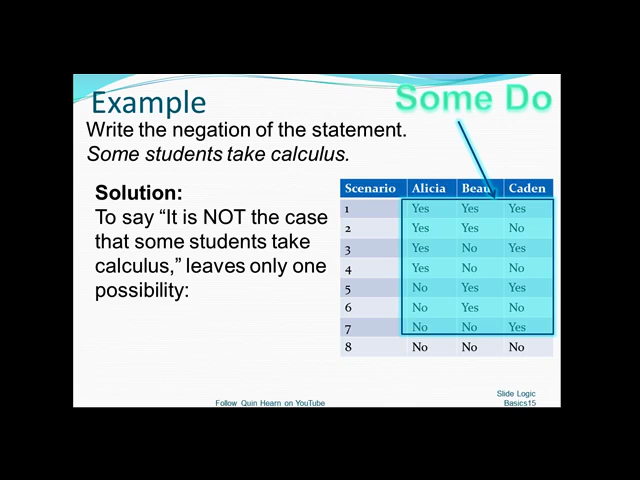 Example
Some Do
Write the negation of the statement.
Some students take calculus.
Solution:
To say “It is NOT the case
that some students take
calculus,” leaves only one
possibility:
Scenario Alicia Beau Caden
1 Yes Yes Yes
2 Yes Yes No
3 Yes No Yes
4 Yes No No
5 No Yes Yes
6 No Yes No
7 No No Yes
8 No No No
Follow Quin Hearn on YouTube
Slide Logic
Basics15